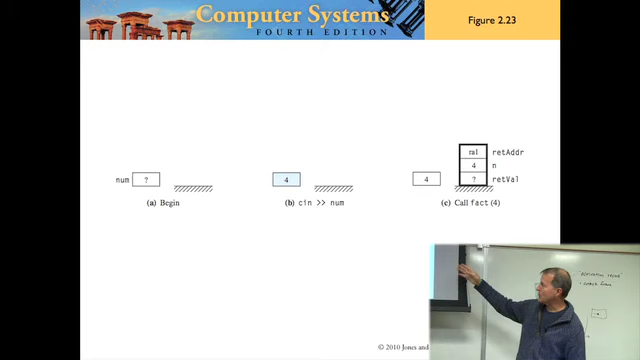 Computer Systems
FOURTH EDITION
Figure 2.23
ra1 retAddr
4 n
num ? 4 4 ? retVal
(a) Begin (b) cin >> num (c) Call fact (4)
© 2010 Jones and